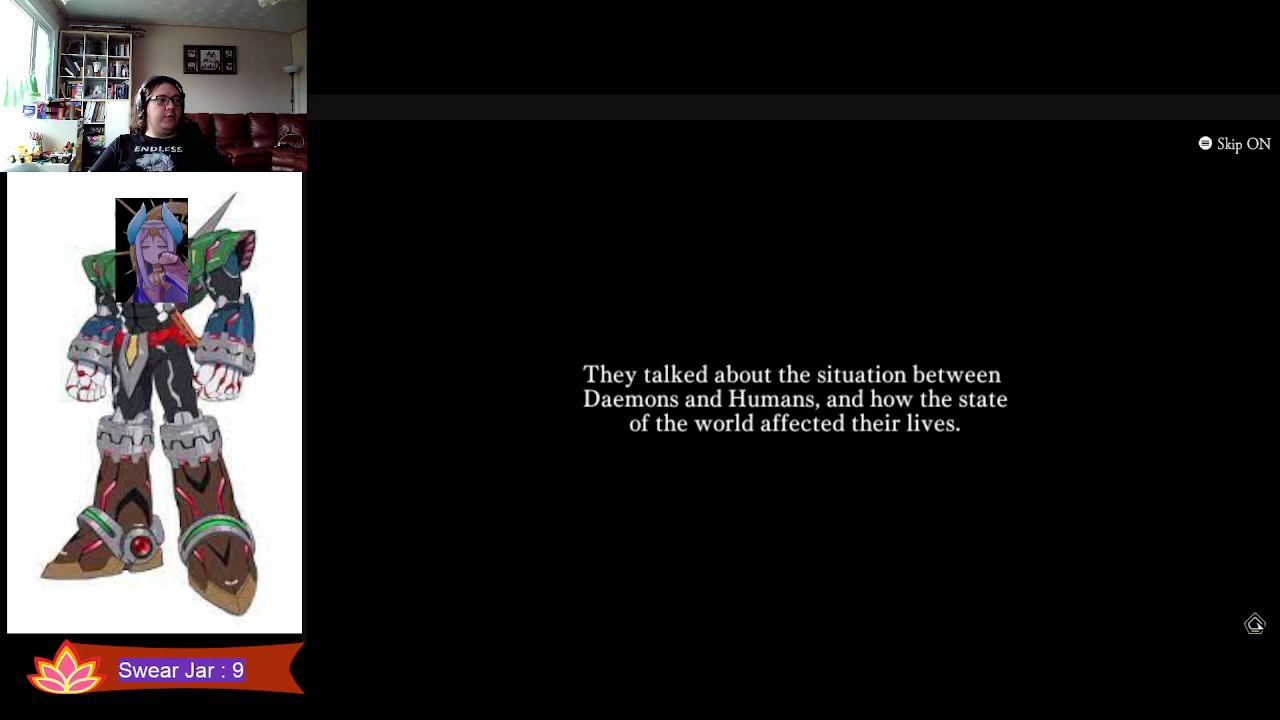 ENDLESS
Skip ON
They talked about the situation between
Daemons and Humans, and how the state
of the world affected their lives.
Swear Jar : 9